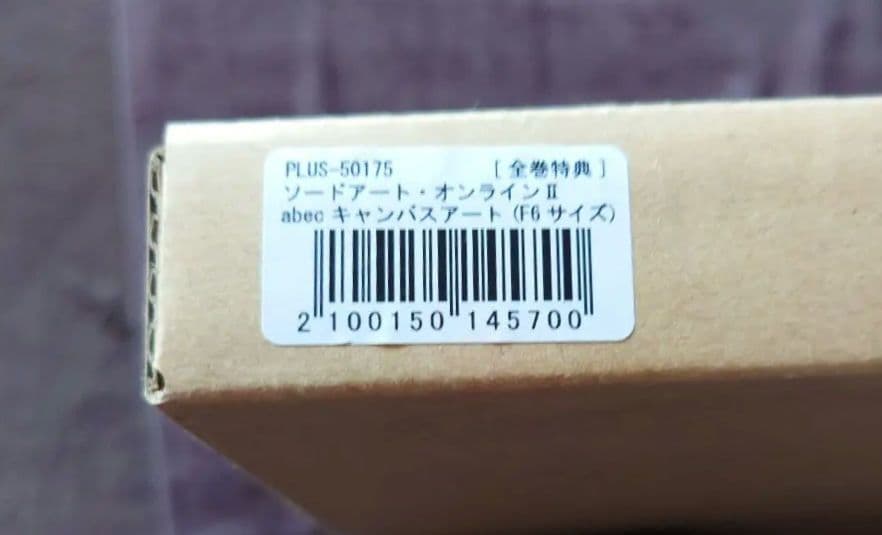 PLUS-50175 [全巻特典]
ソードアート・オンラインⅡ
abec キャンバスアート (F6 サイズ)
2 100150 145700